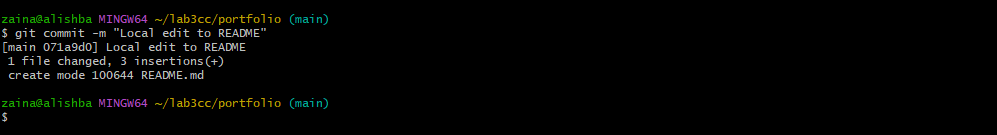 zaina@alishba MINGW64 ~/lab3cc/portfolio (main)
$ git commit -m "Local edit to README"
[main 071a9d0] Local edit to README
 1 file changed, 3 insertions(+)
 create mode 100644 README.md
zaina@alishba MINGW64 ~/lab3cc/portfolio (main)
$